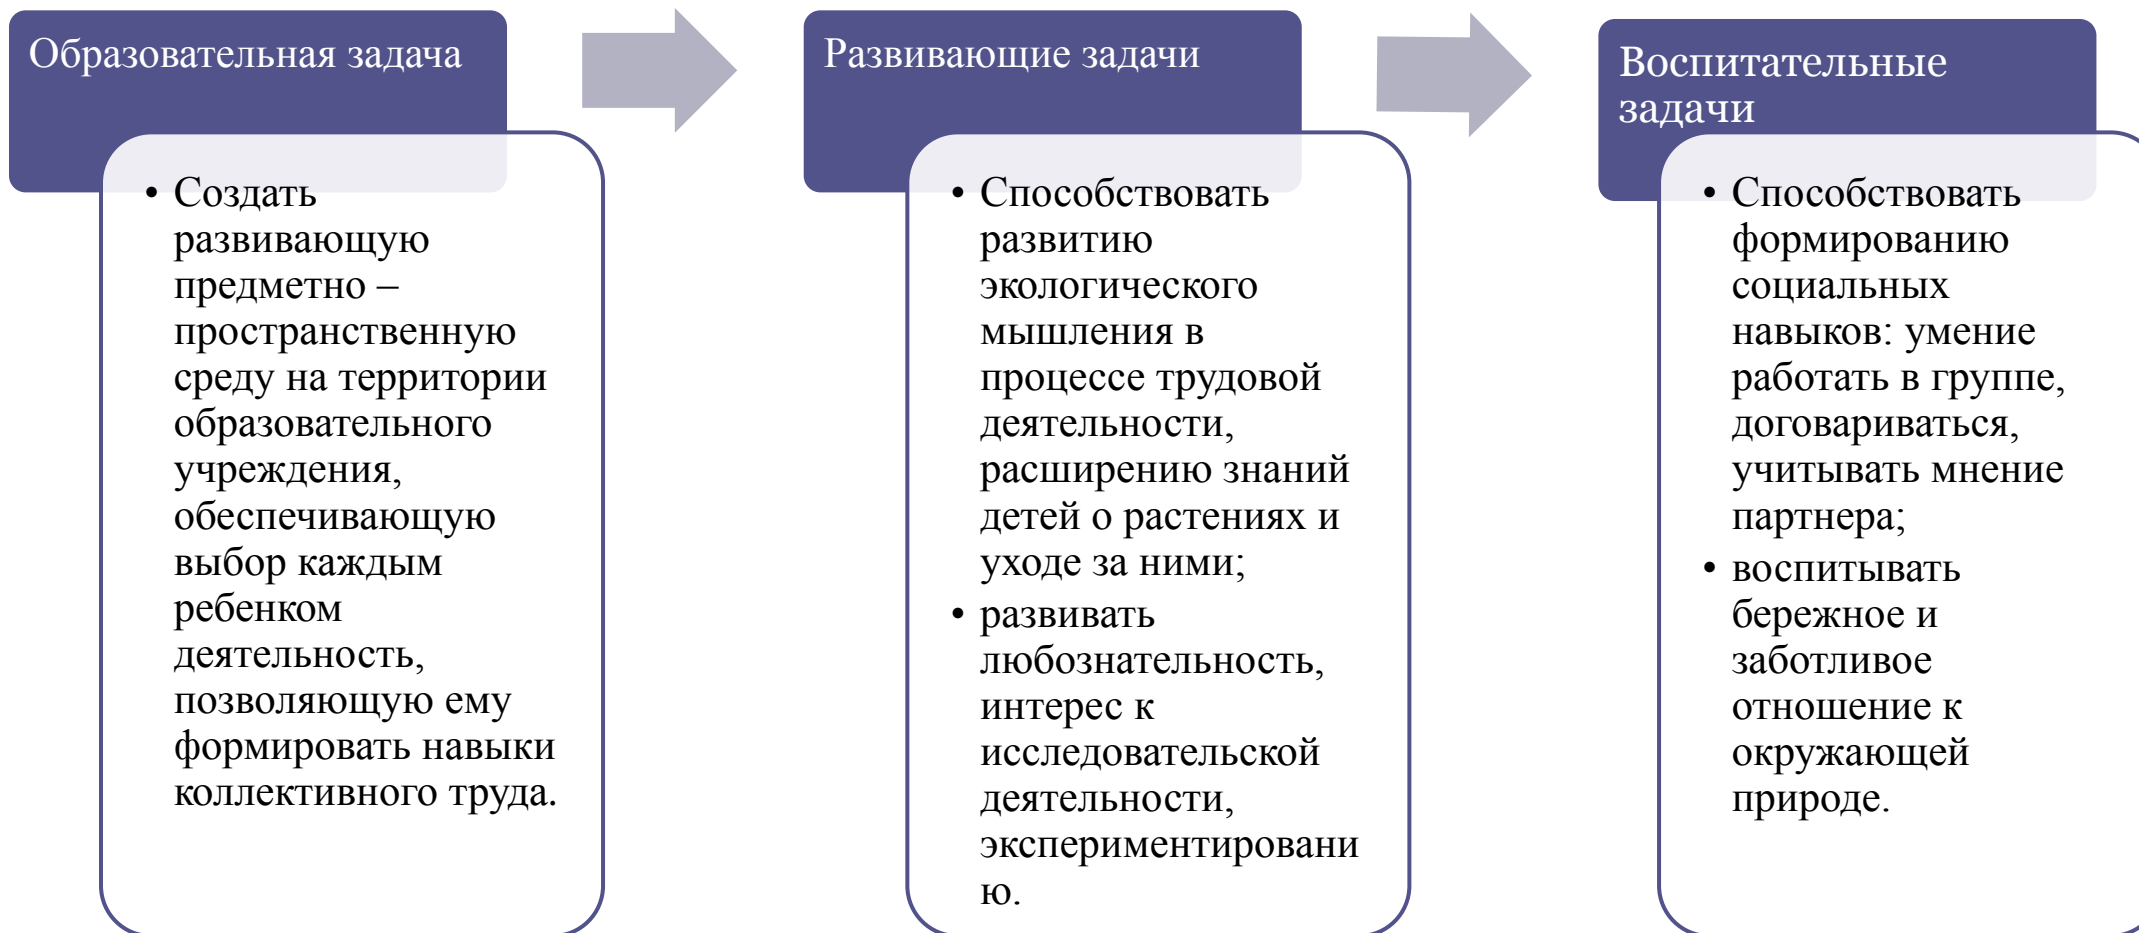 Образовательная задача
• Создать
развивающую
предметно –
пространственную
среду на территории
образовательного
учреждения,
обеспечивающую
выбор каждым
ребенком
деятельность,
позволяющую ему
формировать навыки
коллективного труда.
Развивающие задачи
• Способствовать
развитию
экологического
мышления в
процессе трудовой
деятельности,
расширению знаний
детей о растениях и
уходе за ними;
• развивать
любознательность,
интерес к
исследовательской
деятельности,
экспериментировани
ю.
Воспитательные
задачи
• Способствовать
формированию
социальных
навыков: умение
работать в группе,
договариваться,
учитывать мнение
партнера;
• воспитывать
бережное и
заботливое
отношение к
окружающей
природе.